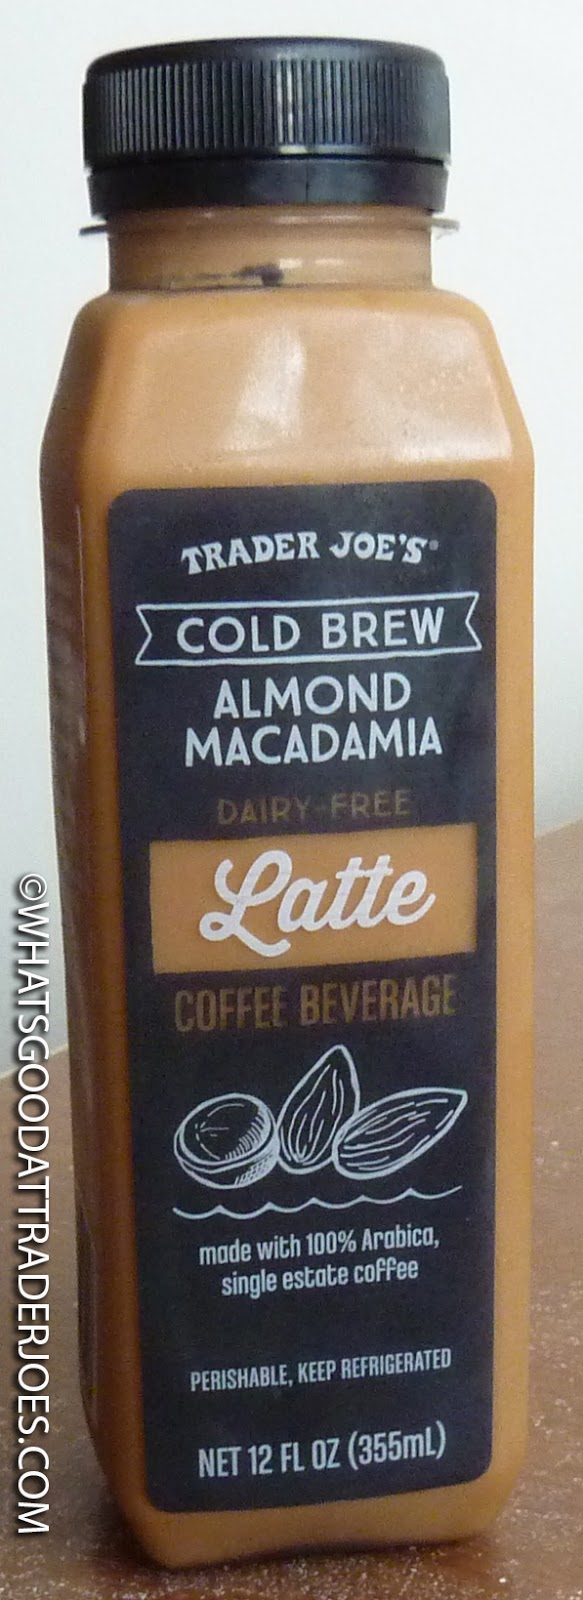 TRADER JOE'S®
COLD BREW
ALMOND
MACADAMIA
DAIRY-FREE
Latte
COFFEE BEVERAGE
made with 100% Arabica,
single estate coffee
PERISHABLE, KEEP REFRIGERATED
NET 12 FL OZ (355mL)
©WHATSGOODATTRADERJOES.COM